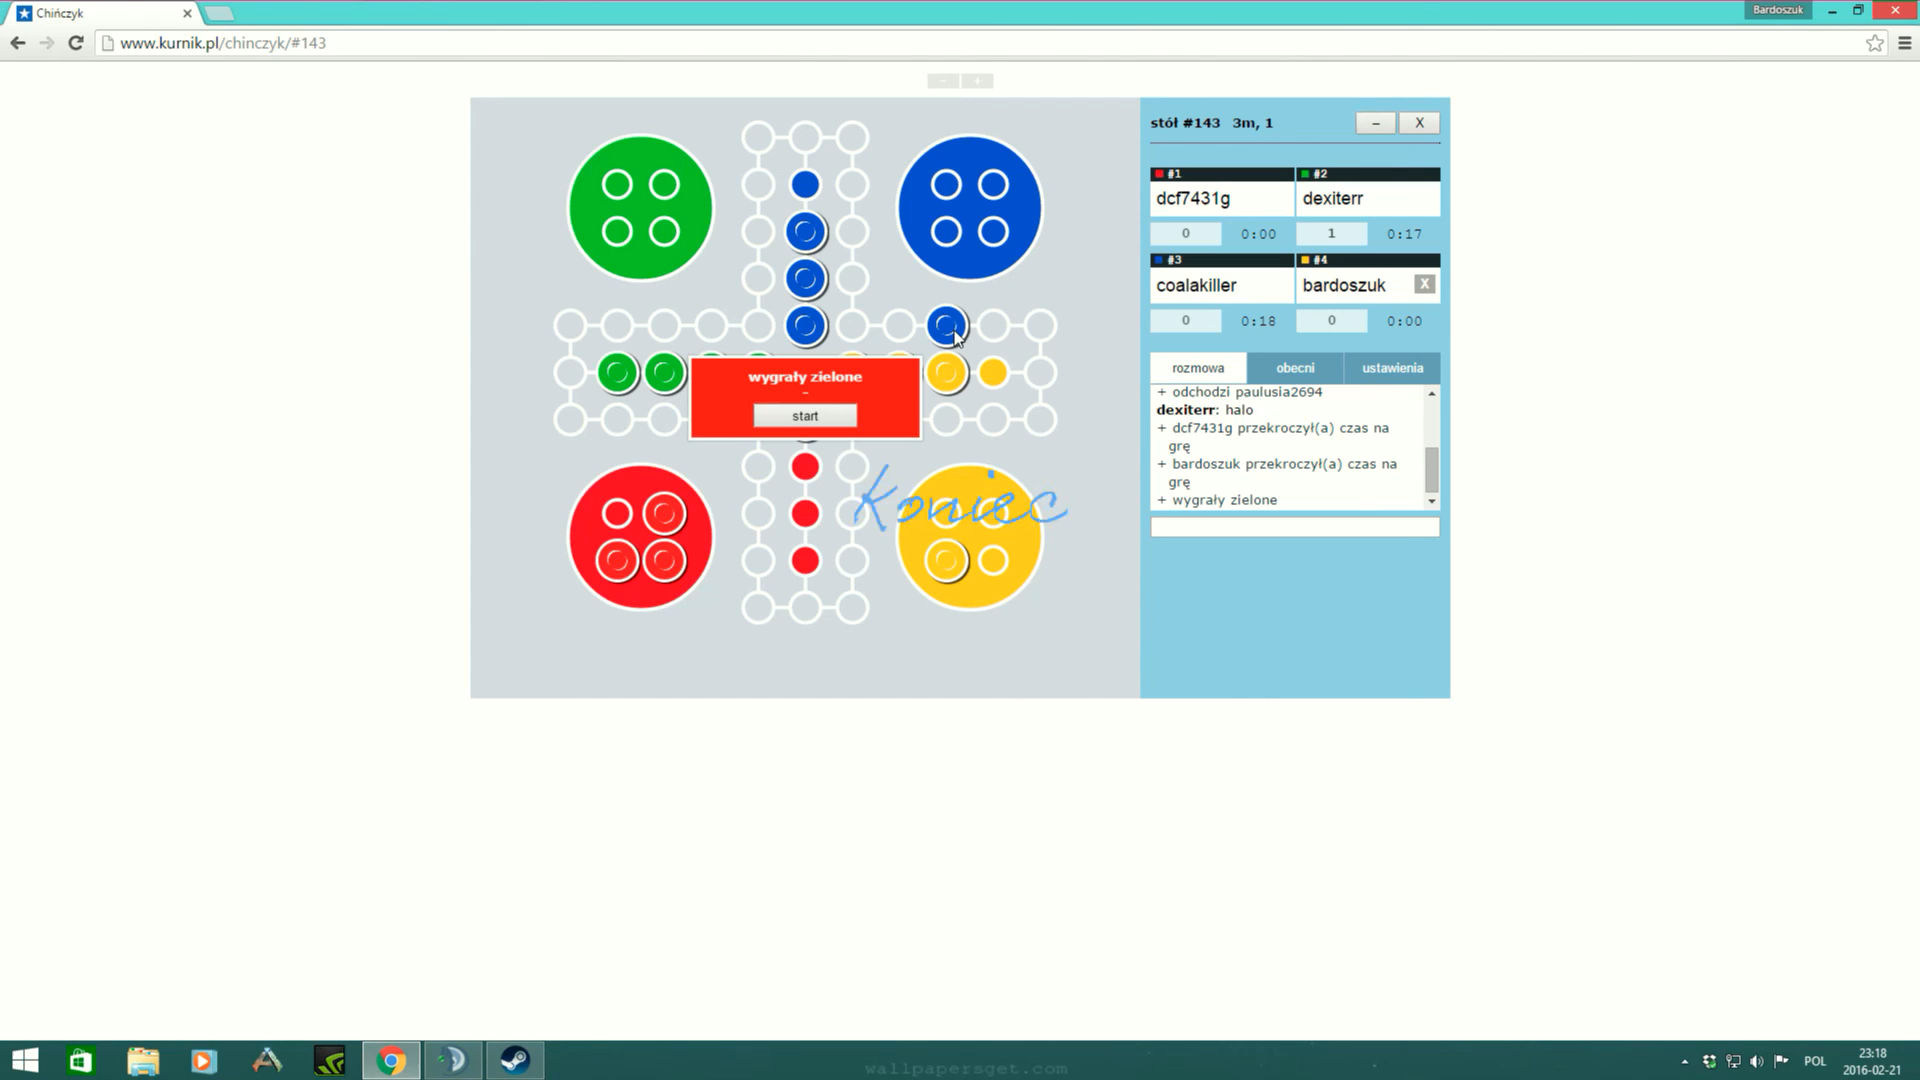 Chińczyk
Bardoszuk
www.kurnik.pl/chinczyk/#143
– +
stół #143 3m, 1
– X
#1 #2
dcf7431g dexiterr
0 0:00 1 0:17
#3 #4
coalakiller bardoszuk X
0 0:18 0 0:00
rozmowa obecni ustawienia
+ odchodzi paulusia2694
dexiterr: halo
+ dcf7431g przekroczył(a) czas na
grę
+ bardoszuk przekroczył(a) czas na
grę
+ wygrały zielone
wygrały zielone
–
start
Koniec
wallpapersget.com
POL
23:18
2016-02-21